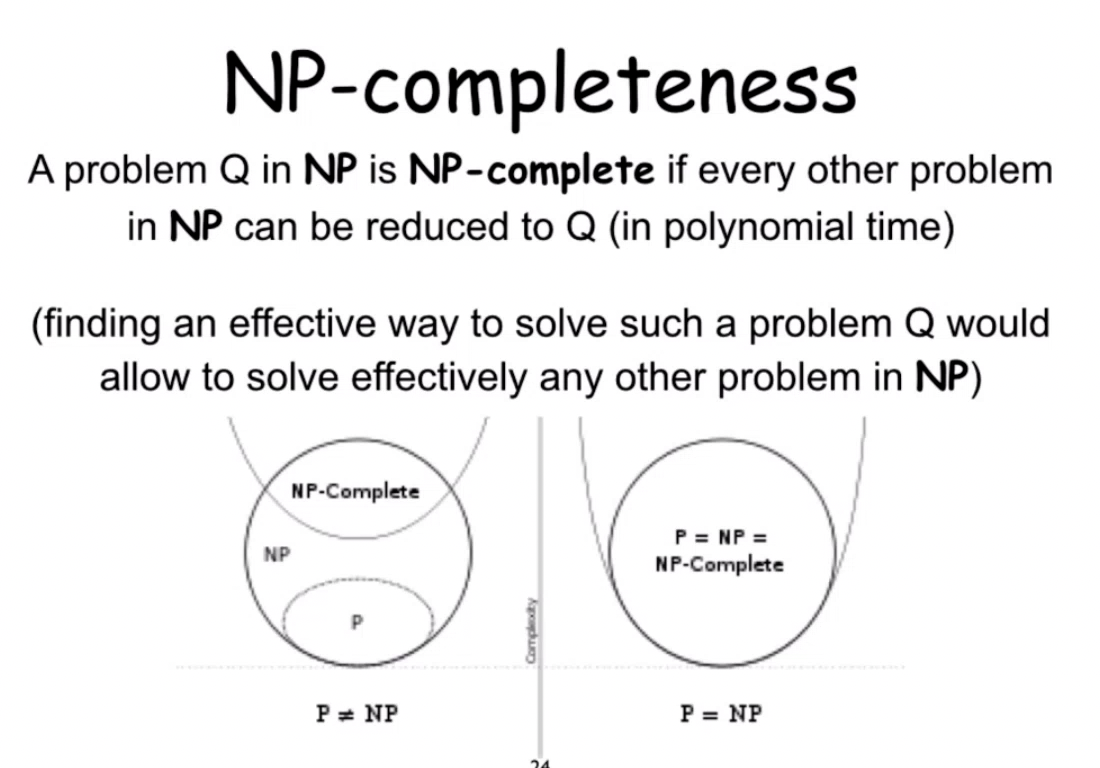 NP-completeness
A problem Q in NP is NP-complete if every other problem
in NP can be reduced to Q (in polynomial time)
(finding an effective way to solve such a problem Q would
allow to solve effectively any other problem in NP)
NP-Complete
NP
P
P ≠ NP
Complexity
P = NP =
NP-Complete
P = NP
24